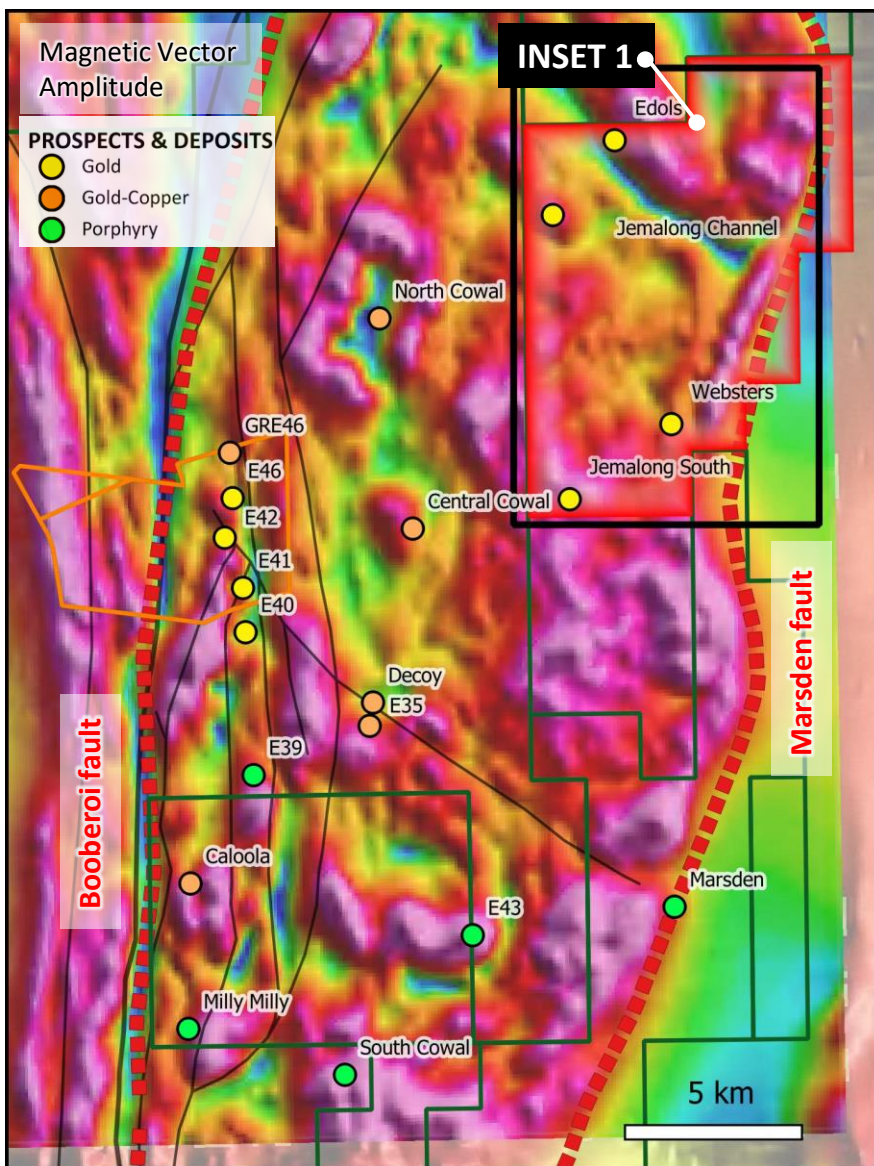 Magnetic Vector
Amplitude
PROSPECTS & DEPOSITS
Gold
Gold-Copper
Porphyry
INSET 1
Edols
Jemalong Channel
North Cowal
Websters
GRE46
E46
Jemalong South
Central Cowal
E42
E41
E40
Decoy
E35
E39
Booberoi fault
Marsden fault
Caloola
Marsden
E43
Milly Milly
South Cowal
5 km